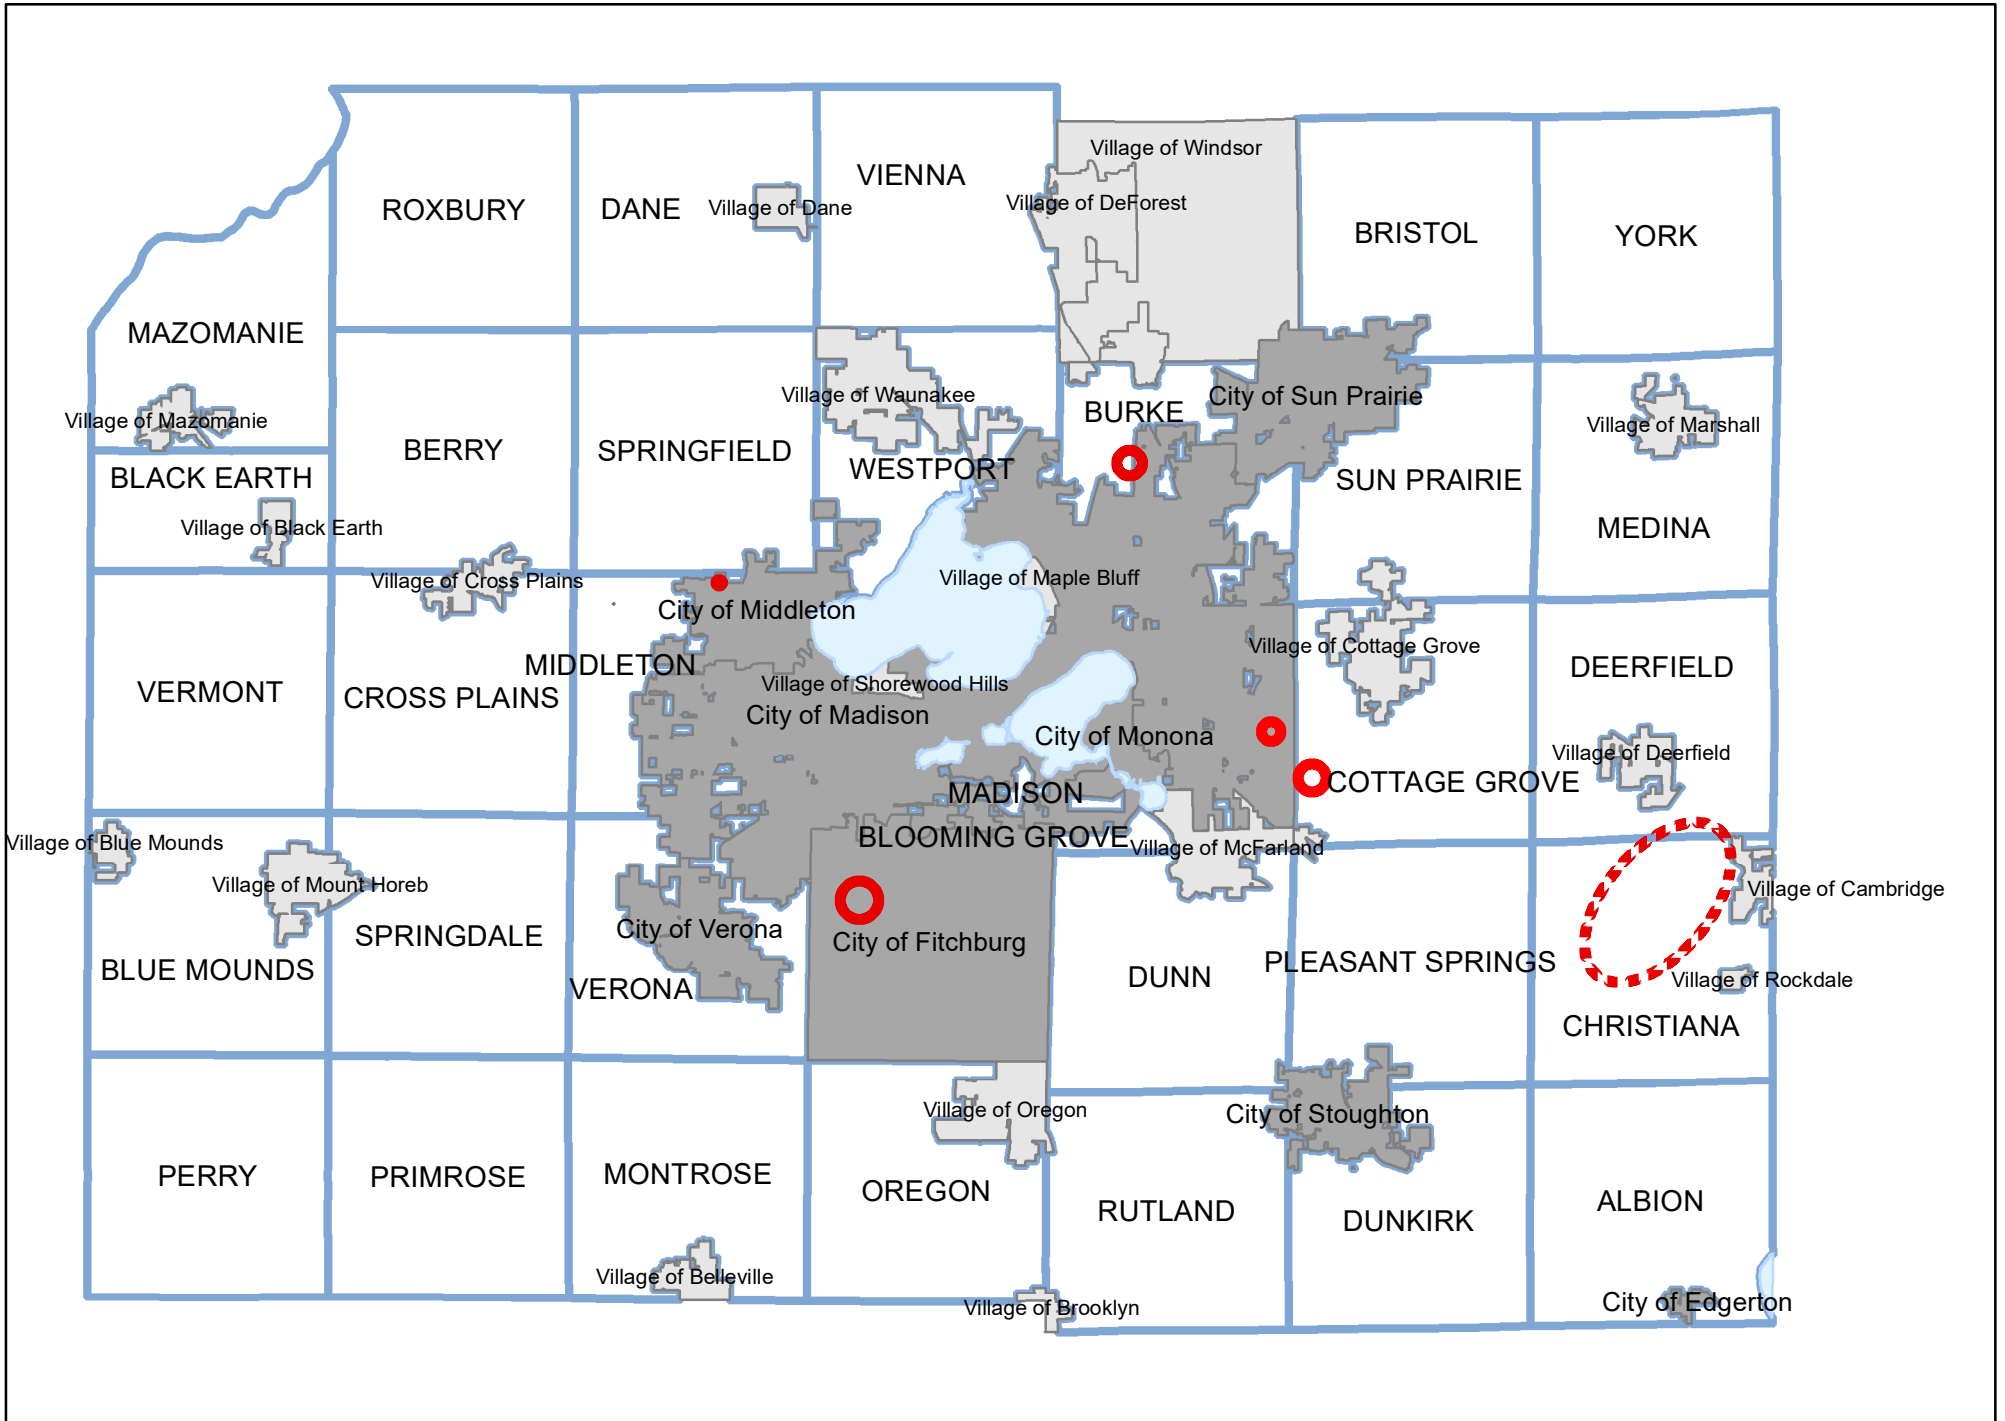 Village of Windsor
VIENNA
Village of DeForest
ROXBURY
DANE
Village of Dane
BRISTOL
YORK
MAZOMANIE
Village of Waunakee
City of Sun Prairie
BURKE
Village of Mazomanie
Village of Marshall
BERRY
SPRINGFIELD
WESTPORT
BLACK EARTH
SUN PRAIRIE
Village of Black Earth
MEDINA
Village of Cross Plains
Village of Maple Bluff
City of Middleton
Village of Cottage Grove
MIDDLETON
DEERFIELD
Village of Shorewood Hills
VERMONT
CROSS PLAINS
City of Madison
City of Monona
Village of Deerfield
COTTAGE GROVE
MADISON
BLOOMING GROVE
Village of Blue Mounds
Village of McFarland
Village of Mount Horeb
Village of Cambridge
City of Verona
SPRINGDALE
City of Fitchburg
PLEASANT SPRINGS
BLUE MOUNDS
DUNN
Village of Rockdale
VERONA
CHRISTIANA
Village of Oregon
City of Stoughton
PERRY
PRIMROSE
MONTROSE
OREGON
RUTLAND
DUNKIRK
ALBION
Village of Belleville
Village of Brooklyn
City of Edgerton